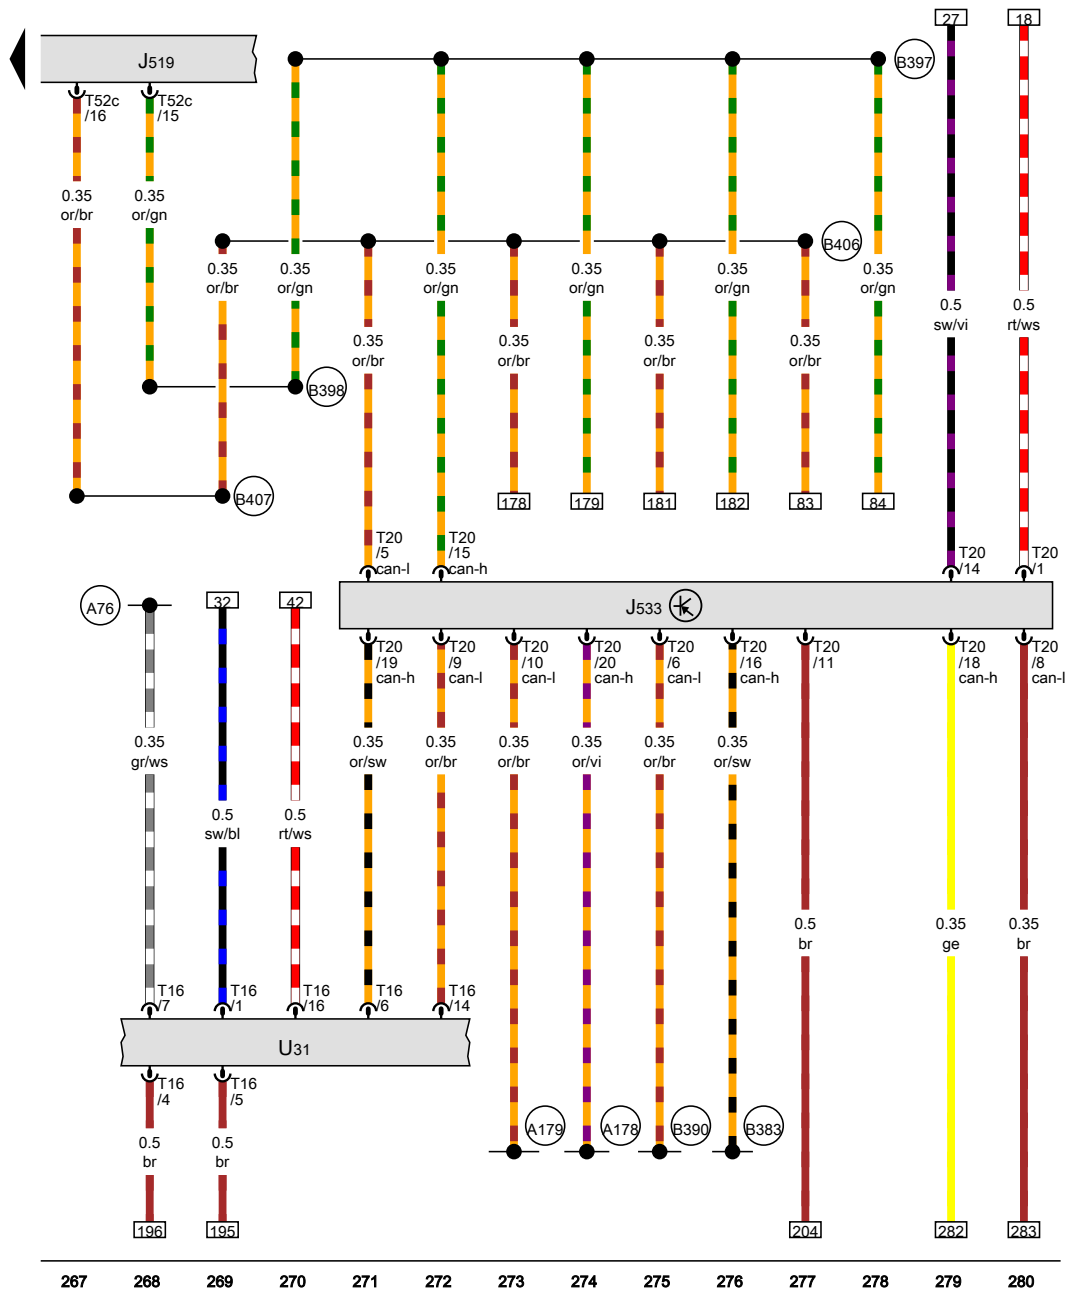 27
18
J519
B397
T52c
/16
T52c
/15
0.35
or/br
0.35
or/gn
B406
0.35
or/br
0.35
or/gn
0.35
or/gn
0.35
or/gn
0.35
or/gn
0.35
or/gn
0.5
sw/vi
0.5
rt/ws
0.35
or/br
0.35
or/br
0.35
or/br
0.35
or/br
B398
B407
178
179
181
182
83
84
T20
/5
can-l
T20
/15
can-h
T20
/14
T20
/1
A76
32
42
J533
T20
/19
can-h
T20
/9
can-l
T20
/10
can-l
T20
/20
can-h
T20
/6
can-l
T20
/16
can-h
T20
/11
T20
/18
can-h
T20
/8
can-l
0.35
gr/ws
0.35
or/sw
0.35
or/br
0.35
or/br
0.35
or/vi
0.35
or/br
0.35
or/sw
0.5
sw/bl
0.5
rt/ws
0.5
br
0.35
ge
0.35
br
T16
/7
T16
/1
T16
/16
T16
/6
T16
/14
U31
T16
/4
T16
/5
A179
A178
B390
B383
0.5
br
0.5
br
196
195
204
282
283
267 268 269 270 271 272 273 274 275 276 277 278 279 280